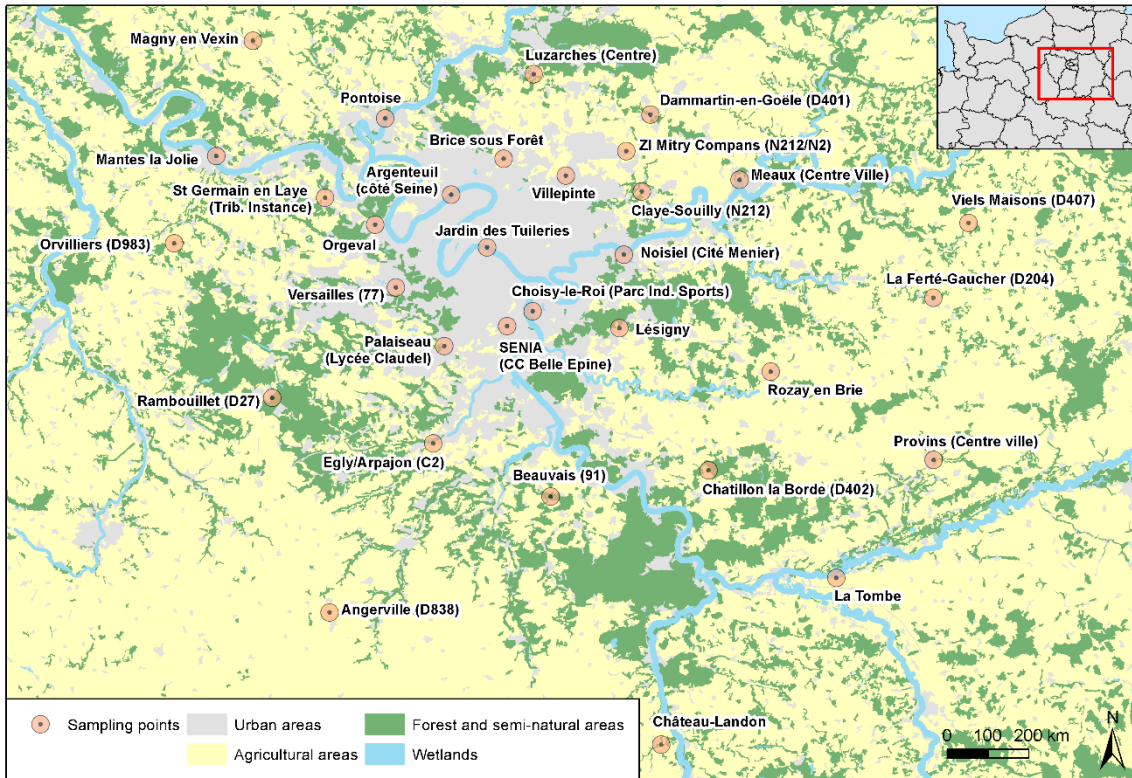 Magny en Vexin
Luzarches (Centre)
Pontoise
Dammartin-en-Goële (D401)
Brice sous Forêt
ZI Mitry Compans (N212/N2)
Mantes la Jolie
Argenteuil
(côté Seine)
Villepinte
Meaux (Centre Ville)
St Germain en Laye
(Trib. Instance)
Claye-Souilly (N212)
Viels Maisons (D407)
Orvilliers (D983)
Orgeval
Jardin des Tuileries
Noisiel (Cité Menier)
La Ferté-Gaucher (D204)
Versailles (77)
Choisy-le-Roi (Parc Ind. Sports)
Lésigny
Palaiseau
(Lycée Claudel)
SENIA
(CC Belle Epine)
Rozay en Brie
Rambouillet (D27)
Provins (Centre ville)
Egly/Arpajon (C2)
Beauvais (91)
Chatillon la Borde (D402)
La Tombe
Angerville (D838)
Château-Landon
N
0 100 200 km
Sampling points
Urban areas
Forest and semi-natural areas
Agricultural areas
Wetlands